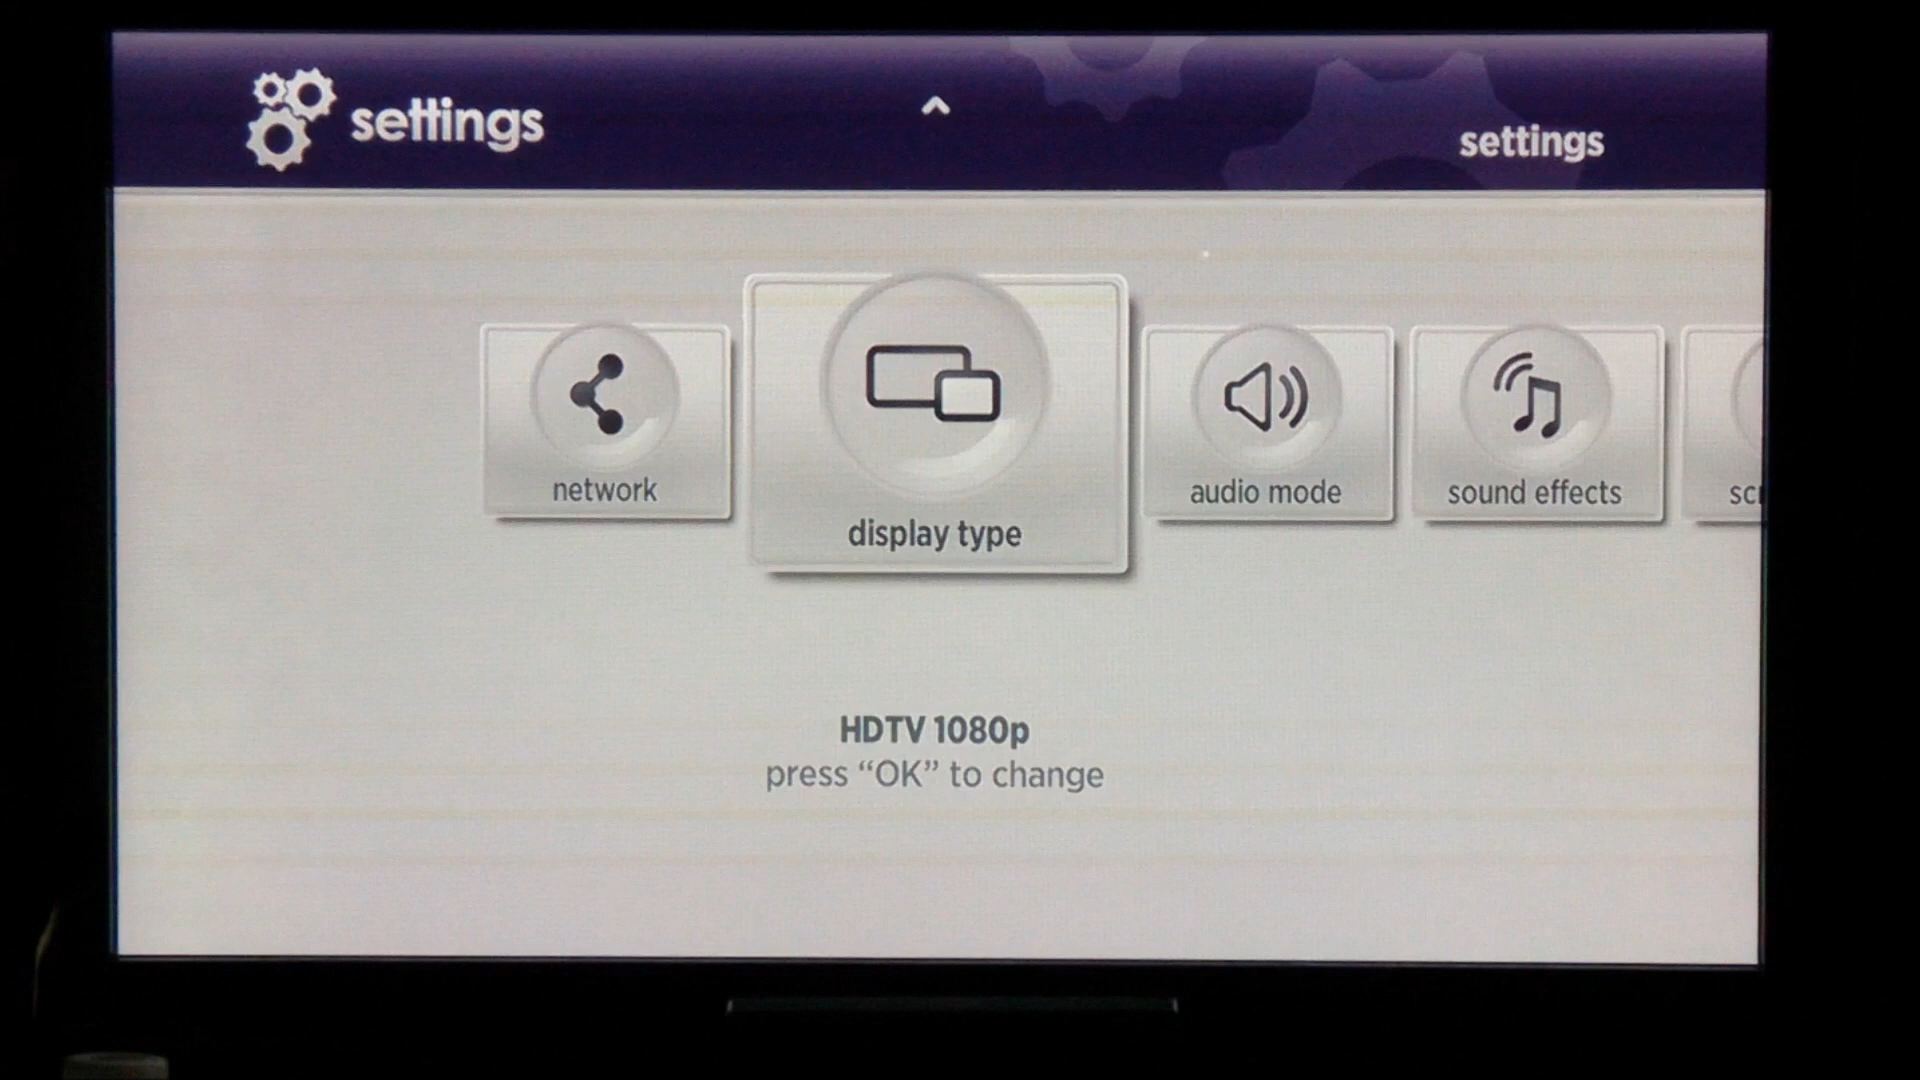 settings
settings
network
display type
audio mode
sound effects
HDTV 1080p
press “OK” to change